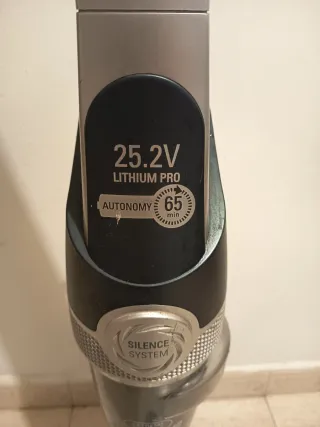 25.2V
LITHIUM PRO
AUTONOMY 65
min
SILENCE
SYSTEM